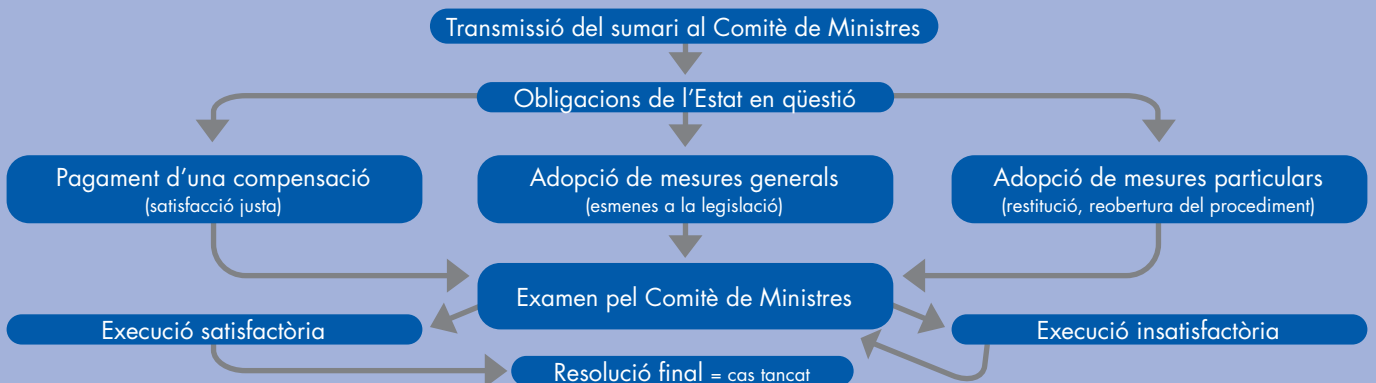 Transmissió del sumari al Comitè de Ministres
Obligacions de l’Estat en qüestió
Pagament d’una compensació
(satisfacció justa)
Adopció de mesures generals
(esmenes a la legislació)
Adopció de mesures particulars
(restitució, reobertura del procediment)
Examen pel Comitè de Ministres
Execució satisfactòria
Execució insatisfactòria
Resolució final = cas tancat